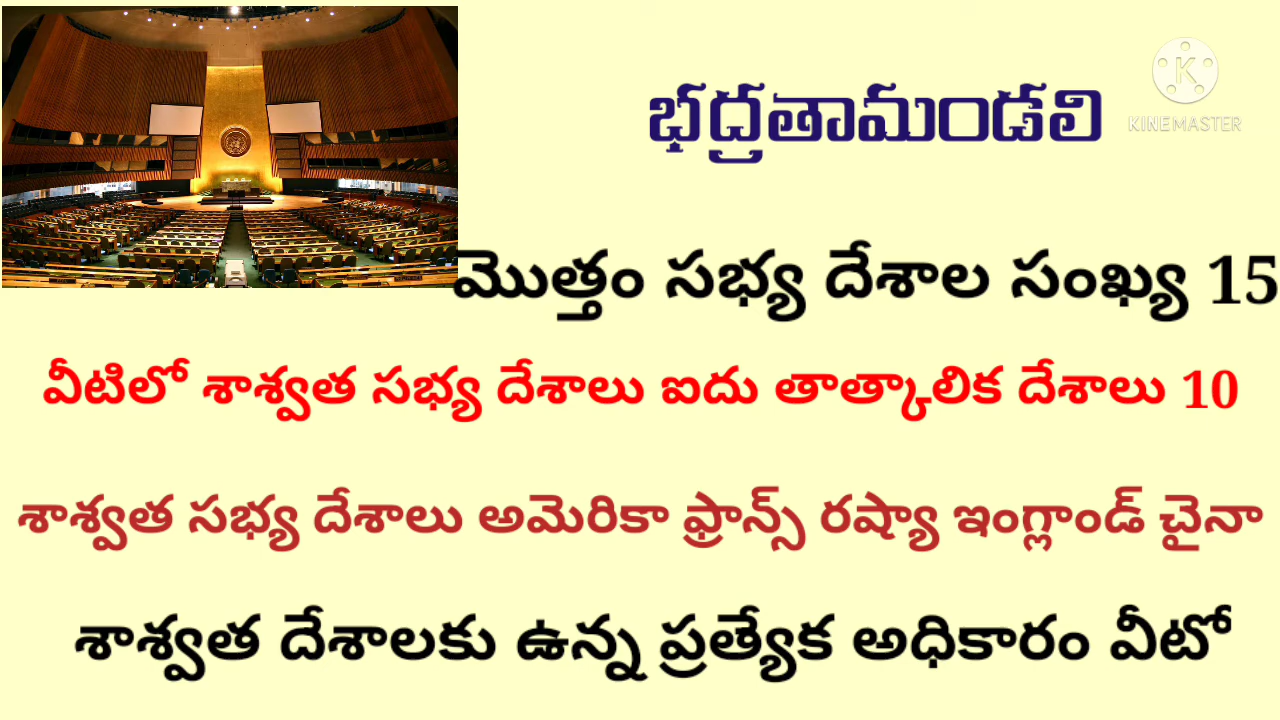 భద్రతామండలి
KINEMASTER
మొత్తం సభ్య దేశాల సంఖ్య 15
వీటిలో శాశ్వత సభ్య దేశాలు ఐదు తాత్కాలిక దేశాలు 10
శాశ్వత సభ్య దేశాలు అమెరికా ఫ్రాన్స్ రష్యా ఇంగ్లాండ్ చైనా
శాశ్వత దేశాలకు ఉన్న ప్రత్యేక అధికారం వీటో